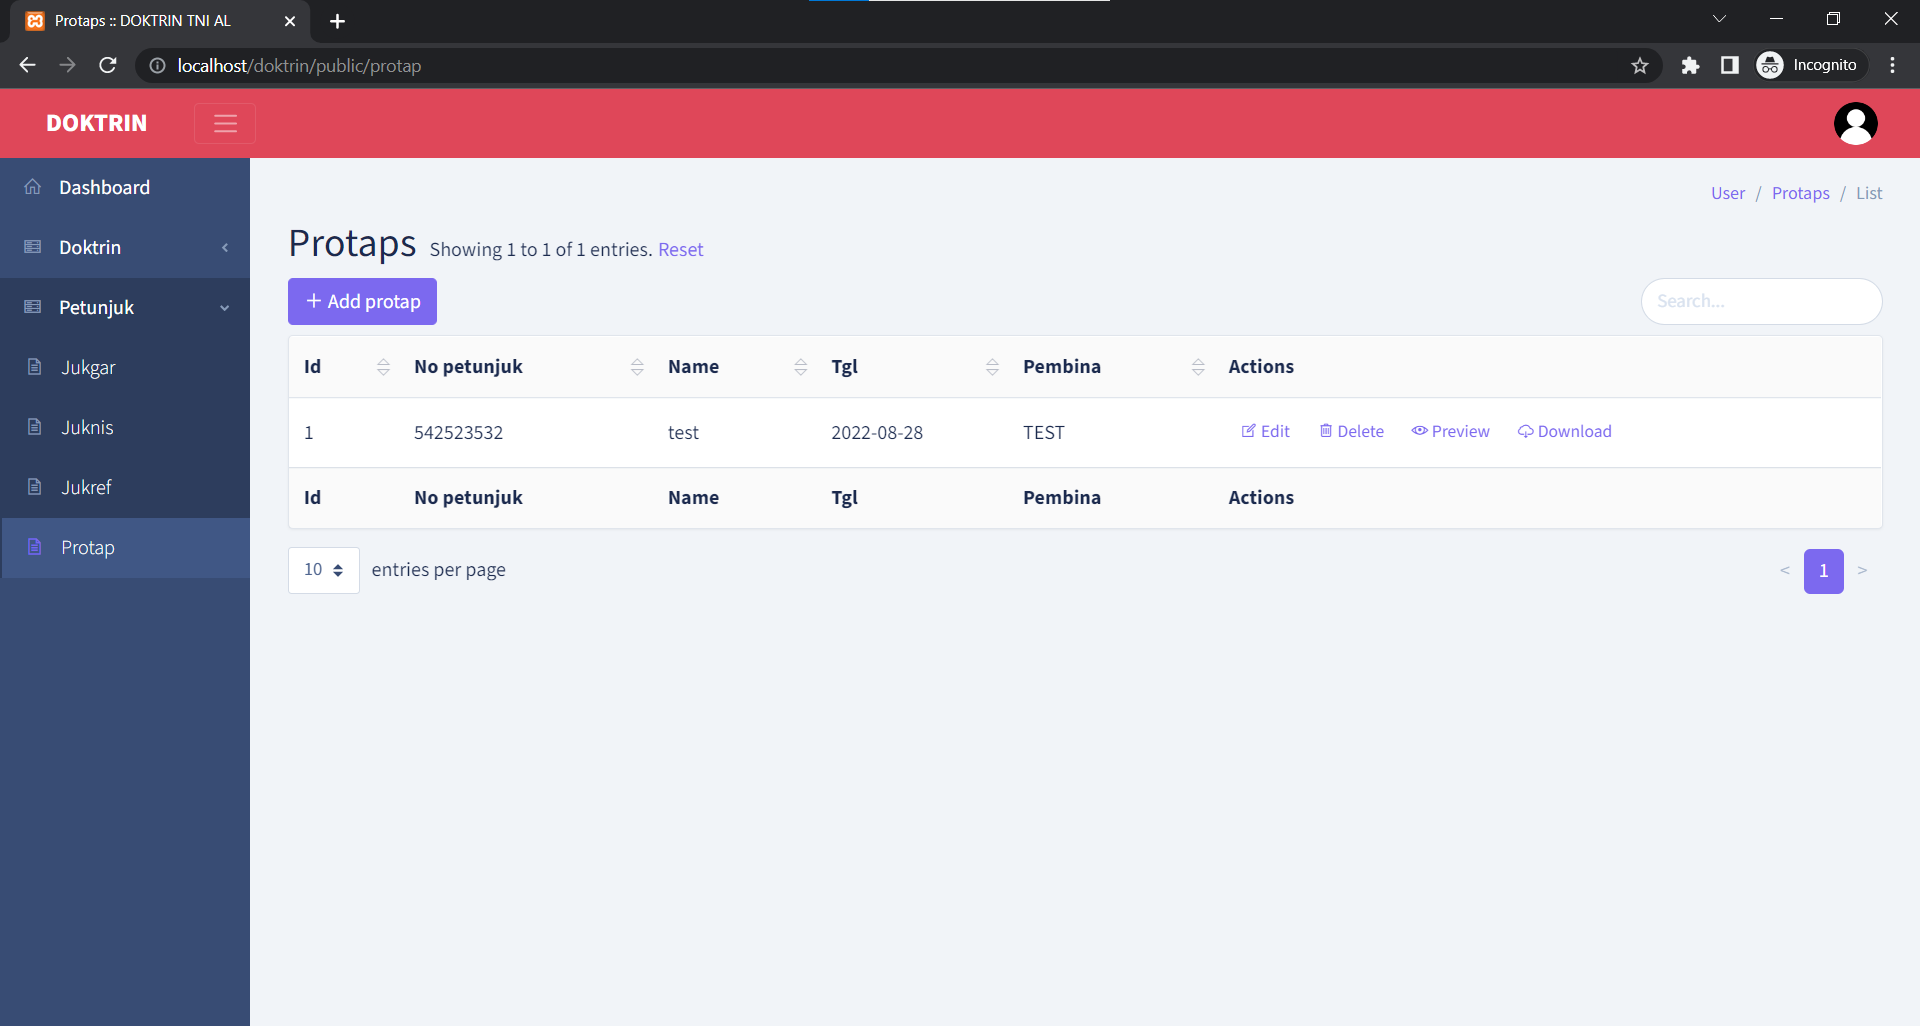 Protaps :: DOKTRIN TNI AL
localhost/doktrin/public/protap
Incognito
DOKTRIN
Dashboard
Doktrin
Petunjuk
Jukgar
Juknis
Jukref
Protap
User / Protaps / List
Protaps Showing 1 to 1 of 1 entries. Reset
+ Add protap
Search...
Id No petunjuk Name Tgl Pembina Actions
1 542523532 test 2022-08-28 TEST Edit Delete Preview Download
Id No petunjuk Name Tgl Pembina Actions
10 entries per page
< 1 >